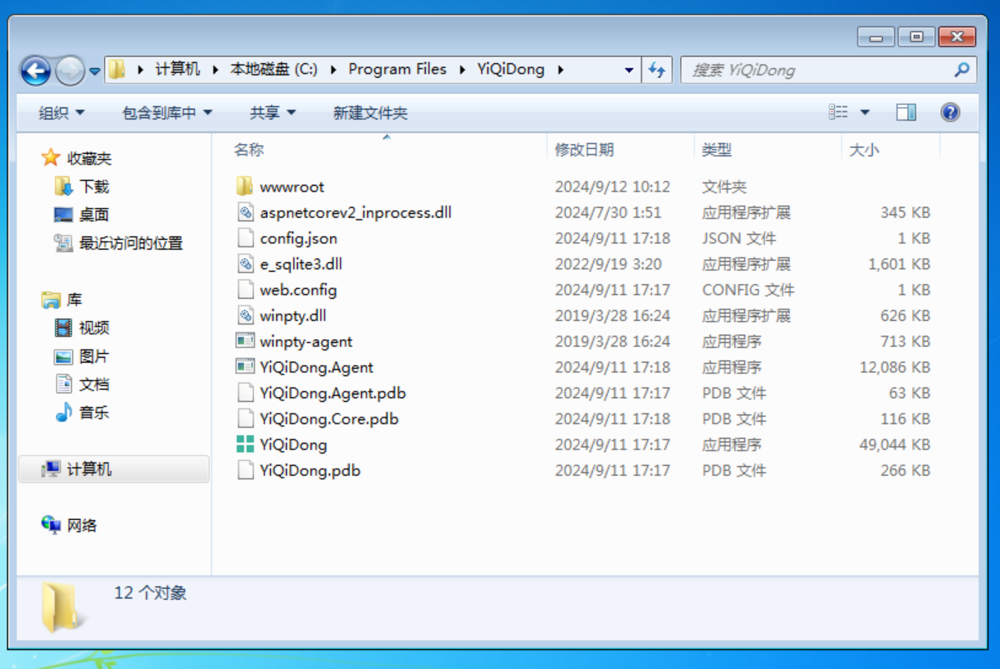 计算机 本地磁盘 (C:) Program Files YiQiDong 搜索 YiQiDong
组织 包含到库中 共享 新建文件夹
收藏夹
下载
桌面
最近访问的位置
库
视频
图片
文档
音乐
计算机
网络
名称 修改日期 类型 大小
wwwroot 2024/9/12 10:12 文件夹
aspnetcorev2_inprocess.dll 2024/7/30 1:51 应用程序扩展 345 KB
config.json 2024/9/11 17:18 JSON 文件 1 KB
e_sqlite3.dll 2022/9/19 3:20 应用程序扩展 1,601 KB
web.config 2024/9/11 17:17 CONFIG 文件 1 KB
winpty.dll 2019/3/28 16:24 应用程序扩展 626 KB
winpty-agent 2019/3/28 16:24 应用程序 713 KB
YiQiDong.Agent 2024/9/11 17:18 应用程序 12,086 KB
YiQiDong.Agent.pdb 2024/9/11 17:17 PDB 文件 63 KB
YiQiDong.Core.pdb 2024/9/11 17:18 PDB 文件 116 KB
YiQiDong 2024/9/11 17:17 应用程序 49,044 KB
YiQiDong.pdb 2024/9/11 17:17 PDB 文件 266 KB
12 个对象